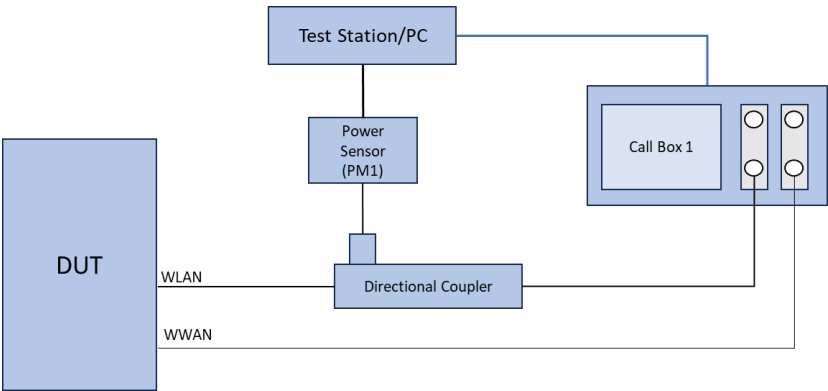 Test Station/PC
Power
Sensor
(PM1)
Call Box 1
DUT
WLAN
Directional Coupler
WWAN